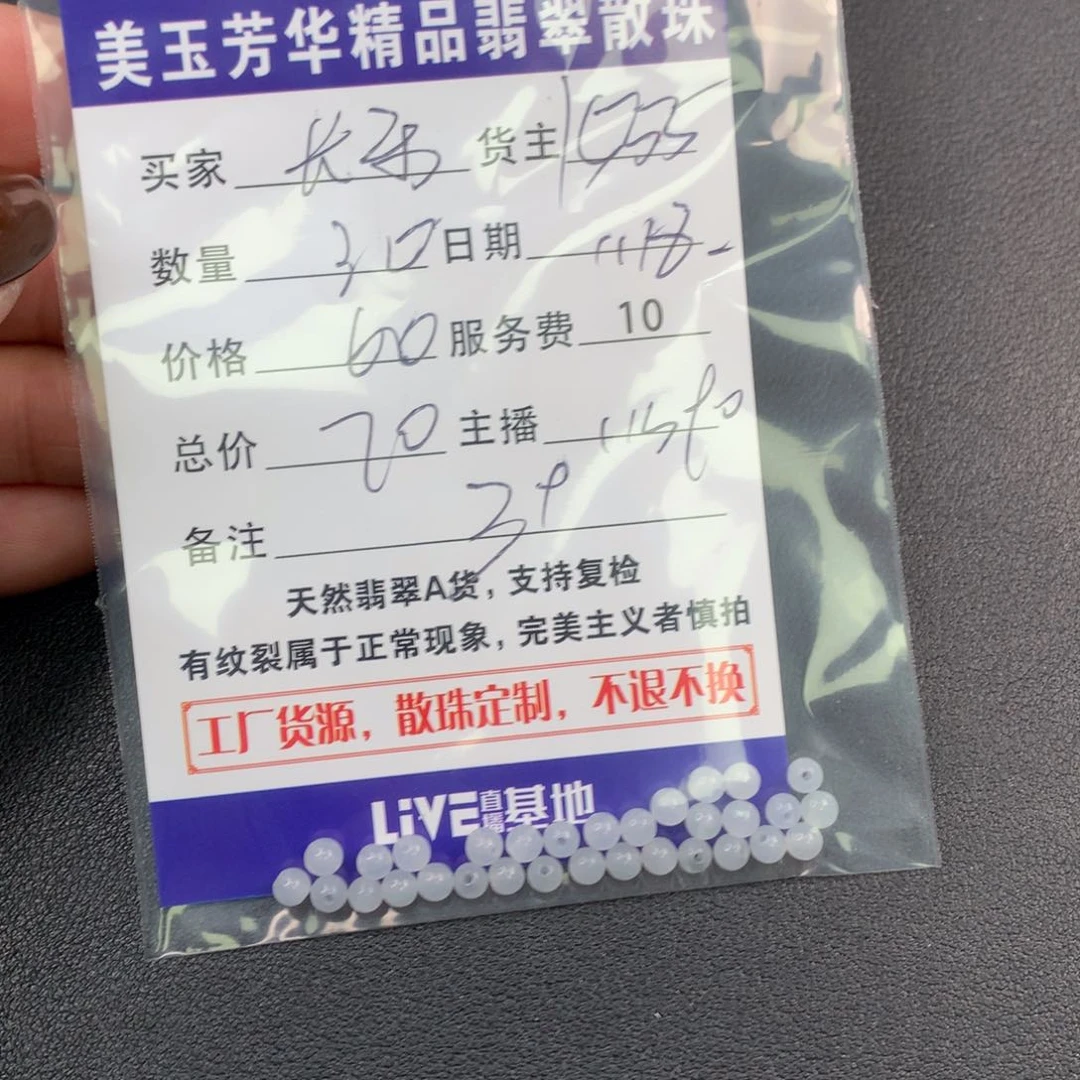 美玉芳华精品翡翠散珠
买家 货主
数量 日期
价格 60 服务费 10
总价 70 主播
备注
天然翡翠A货，支持复检
有纹裂属于正常现象，完美主义者慎拍
工厂货源，散珠定制，不退不换
LiVE直播基地